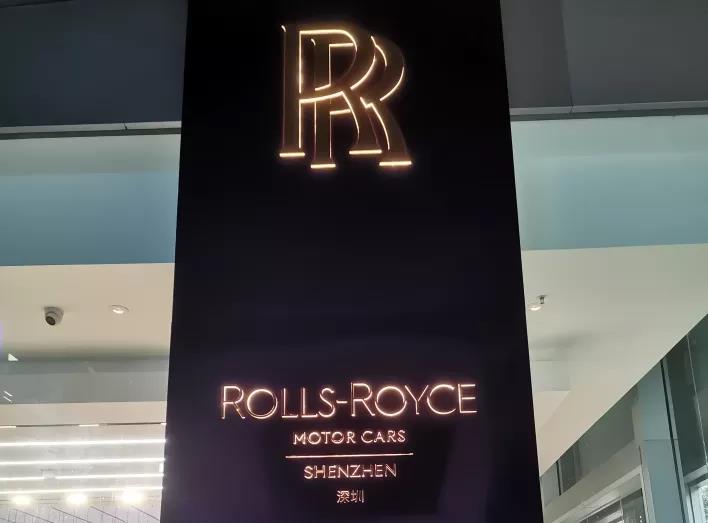 RR
ROLLS-ROYCE
MOTOR CARS
SHENZHEN
深圳